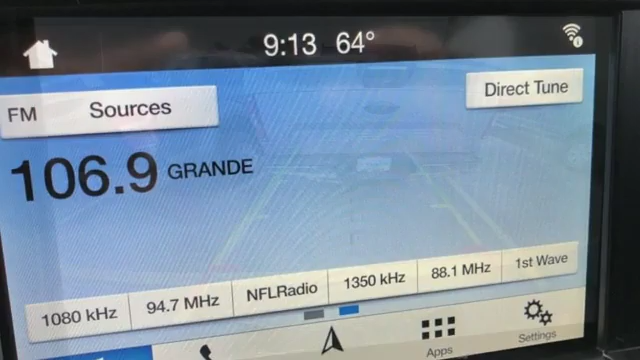 9:13 64°
Direct Tune
FM Sources
106.9 GRANDE
1080 kHz 94.7 MHz NFLRadio 1350 kHz 88.1 MHz 1st Wave
Apps Settings